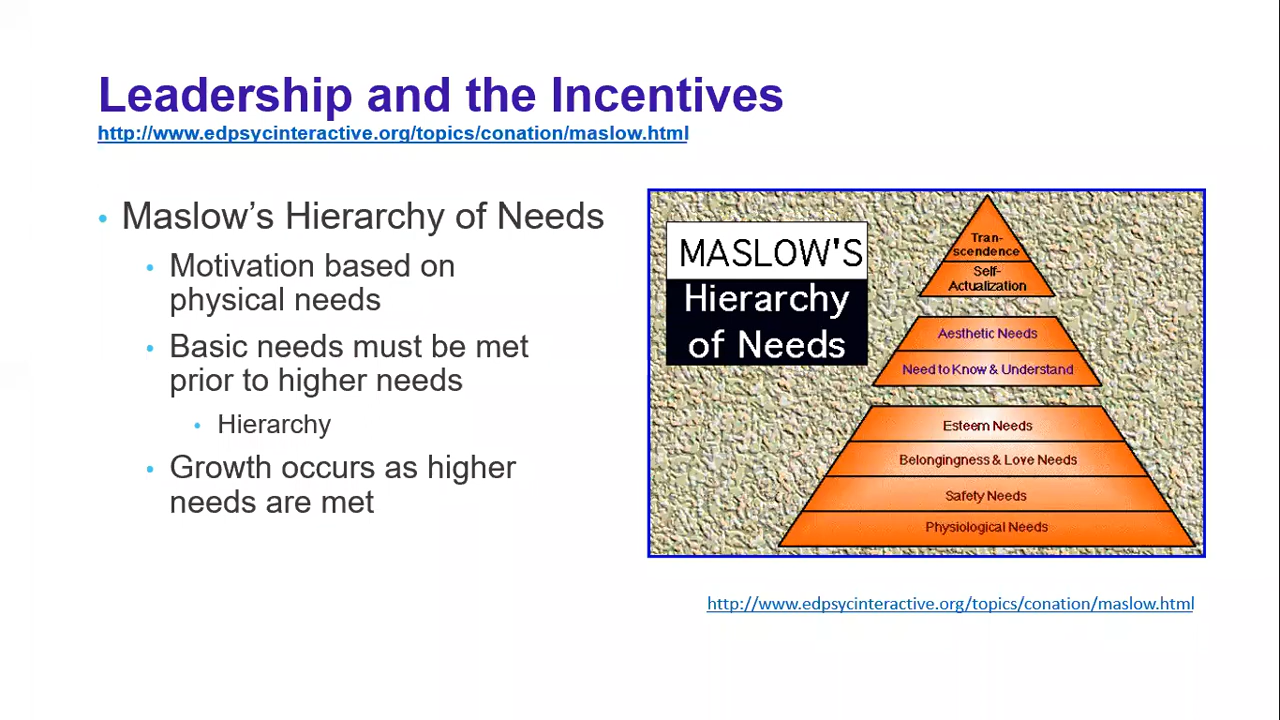 Leadership and the Incentives
http://www.edpsycinteractive.org/topics/conation/maslow.html
• Maslow’s Hierarchy of Needs
• Motivation based on
physical needs
• Basic needs must be met
prior to higher needs
• Hierarchy
• Growth occurs as higher
needs are met
MASLOW'S
Hierarchy
of Needs
Tran-
scendence
Self-
Actualization
Aesthetic Needs
Need to Know & Understand
Esteem Needs
Belongingness & Love Needs
Safety Needs
Physiological Needs
http://www.edpsycinteractive.org/topics/conation/maslow.html